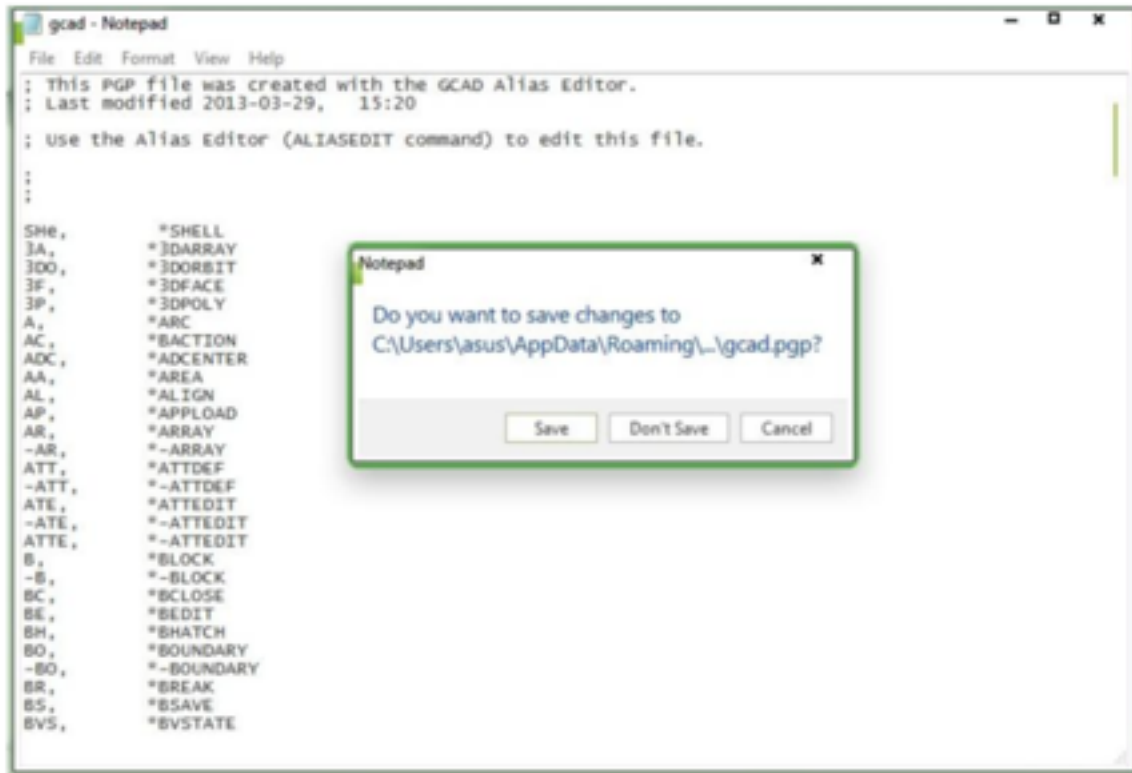 gcad - Notepad
File Edit Format View Help
; This PGP file was created with the GCAD Alias Editor.
; Last modified 2013-03-29, 15:20
; Use the Alias Editor (ALIASEDIT command) to edit this file.
;
;
SHe, *SHELL
3A, *3DARRAY
3DO, *3DORBIT
3F, *3DFACE
3P, *3DPOLY
A, *ARC
AC, *BACTION
ADC, *ADCENTER
AA, *AREA
AL, *ALIGN
AP, *APPLOAD
AR, *ARRAY
-AR, *-ARRAY
ATT, *ATTDEF
-ATT, *-ATTDEF
ATE, *ATTEDIT
-ATE, *-ATTEDIT
ATTE, *-ATTEDIT
B, *BLOCK
-B, *-BLOCK
BC, *BCLOSE
BE, *BEDIT
BH, *BHATCH
BO, *BOUNDARY
-BO, *-BOUNDARY
BR, *BREAK
BS, *BSAVE
BVS, *BVSTATE
Notepad
Do you want to save changes to
C:\Users\asus\AppData\Roaming\...\gcad.pgp?
Save Don't Save Cancel